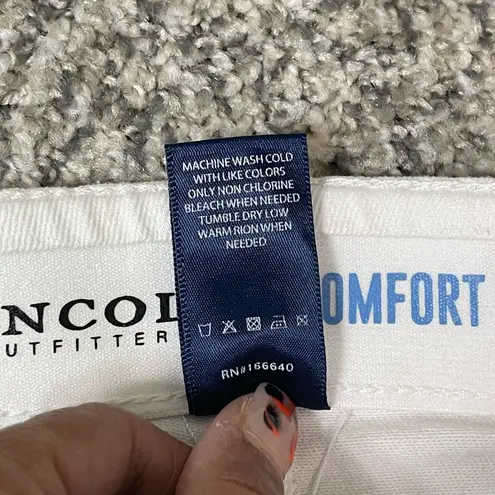 MACHINE WASH COLD
WITH LIKE COLORS
ONLY NON CHLORINE
BLEACH WHEN NEEDED
TUMBLE DRY LOW
WARM RION WHEN
NEEDED
RN#166640
NCOL
UTFITTER
OMFORT